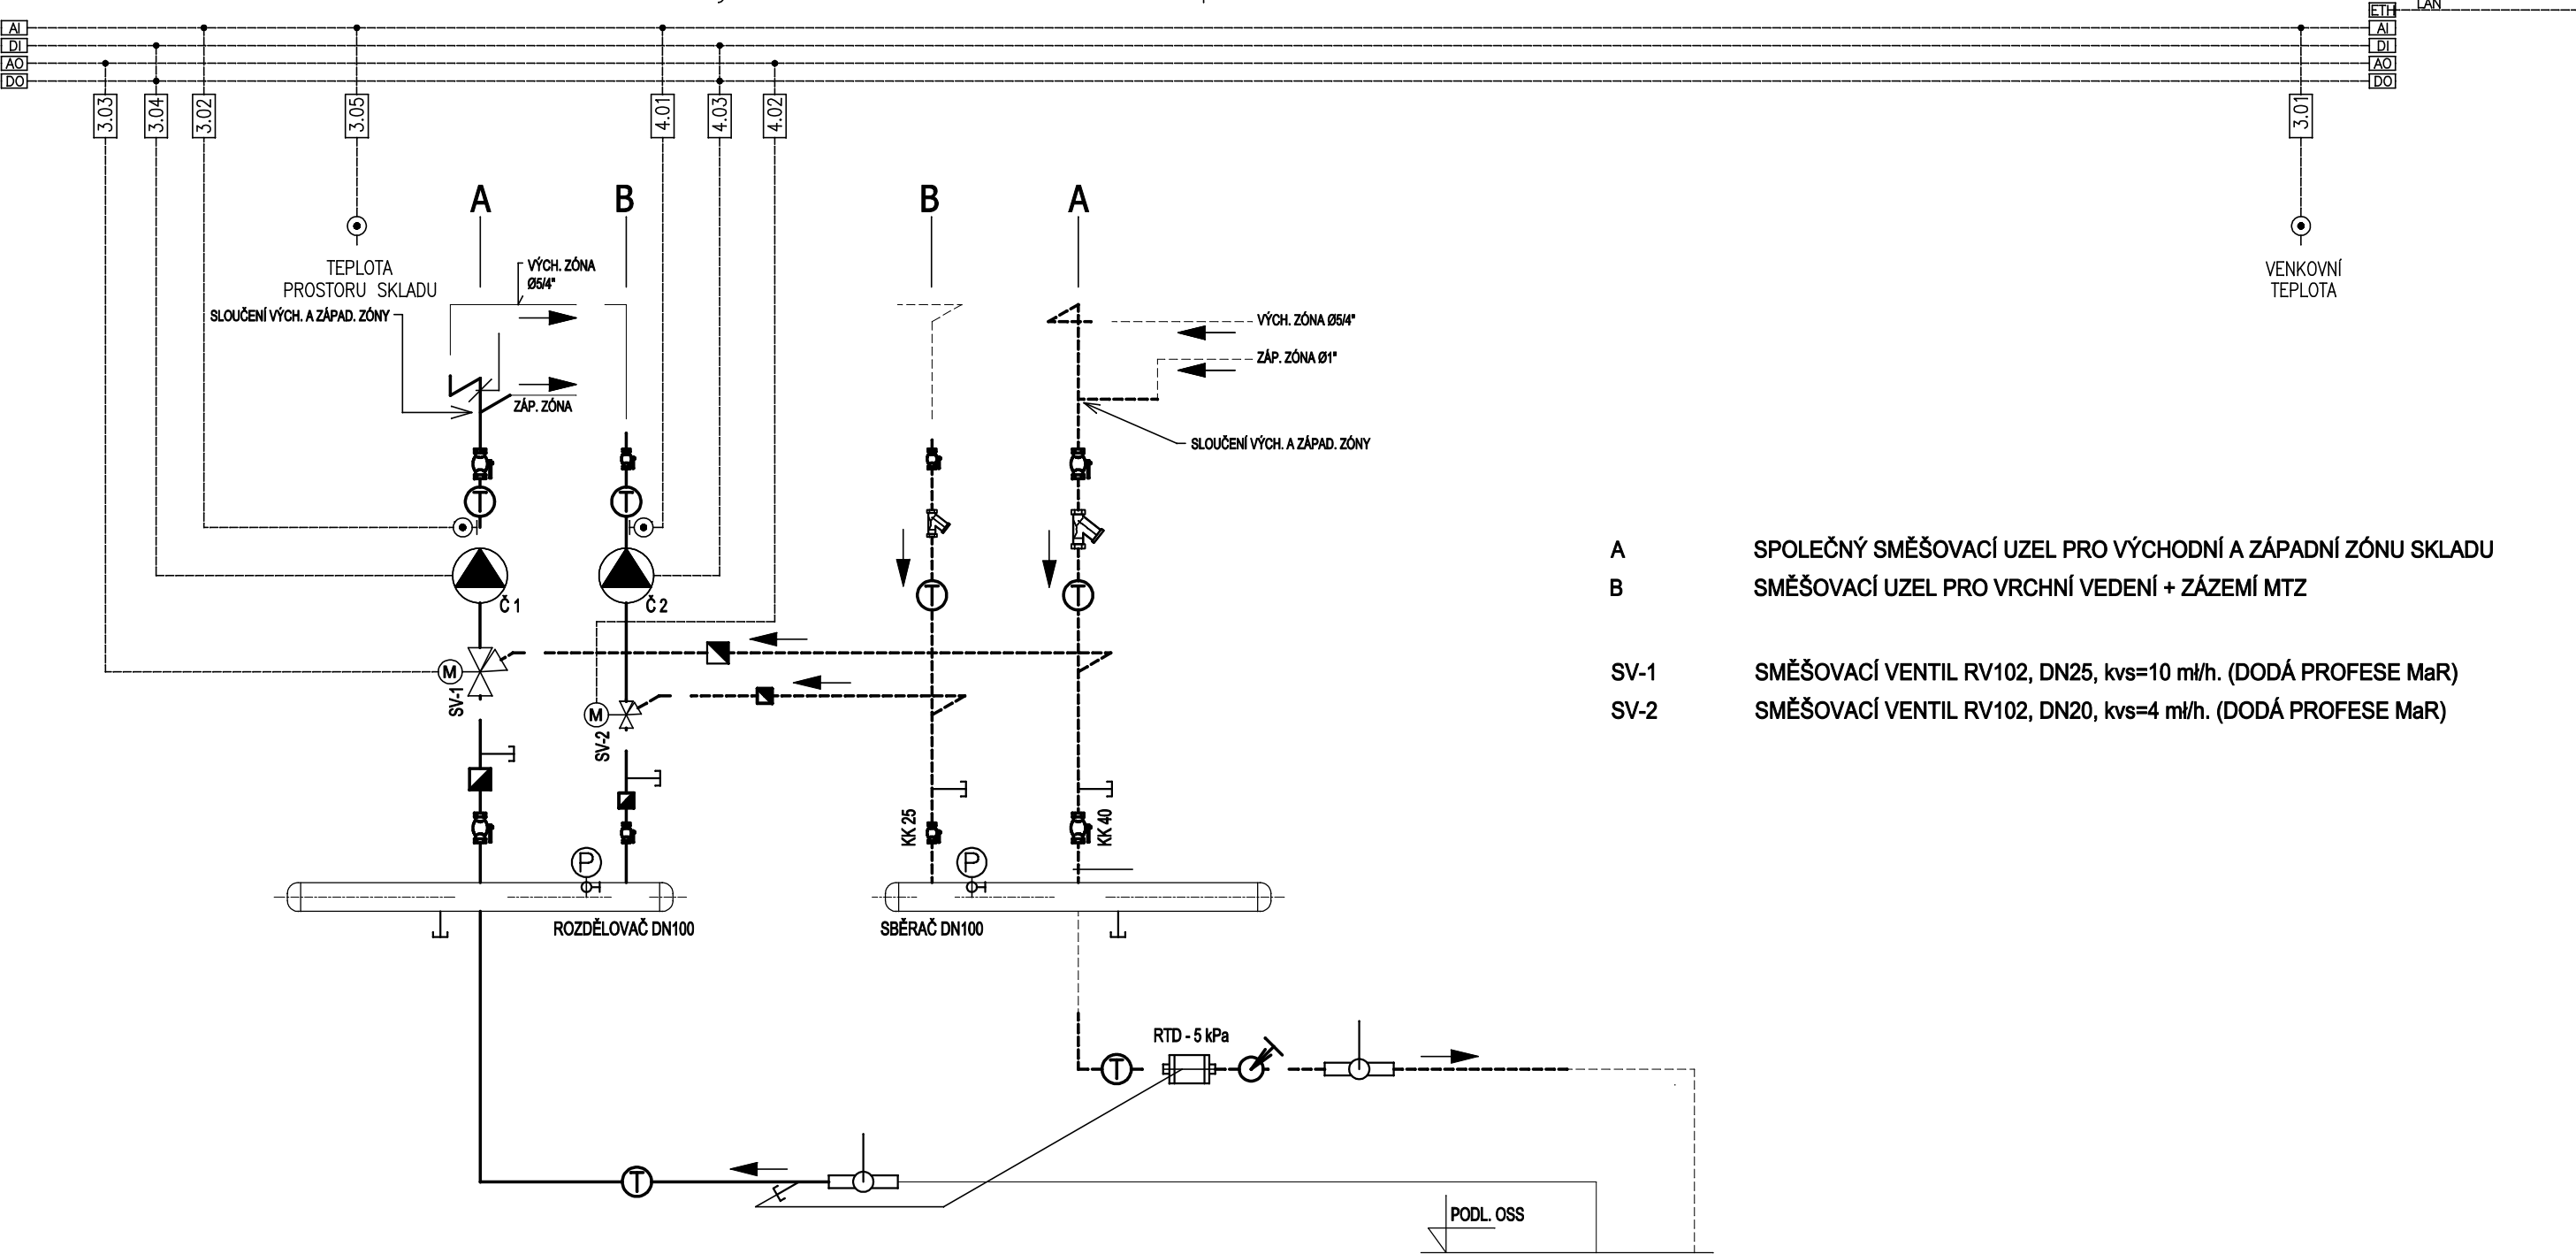 LAN
ETH
AI
AI
DI
DI
AO
AO
DO
DO
3.03
3.04
3.02
3.05
4.01
4.03
4.02
3.01
A
B
B
A
TEPLOTA
PROSTORU SKLADU
VENKOVNÍ
TEPLOTA
VÝCH. ZÓNA
Ø5/4"
SLOUČENÍ VÝCH. A ZÁPAD. ZÓNY
VÝCH. ZÓNA Ø5/4"
ZÁP. ZÓNA Ø1"
ZÁP. ZÓNA
SLOUČENÍ VÝCH. A ZÁPAD. ZÓNY
T
T
T
T
Č 1
Č 2
A SPOLEČNÝ SMĚŠOVACÍ UZEL PRO VÝCHODNÍ A ZÁPADNÍ ZÓNU SKLADU
B SMĚŠOVACÍ UZEL PRO VRCHNÍ VEDENÍ + ZÁZEMÍ MTZ
SV-1 SMĚŠOVACÍ VENTIL RV102, DN25, kvs=10 mł/h. (DODÁ PROFESE MaR)
SV-2 SMĚŠOVACÍ VENTIL RV102, DN20, kvs=4 mł/h. (DODÁ PROFESE MaR)
M
SV-1
M
SV-2
KK 25
KK 40
P
P
ROZDĚLOVAČ DN100
SBĚRAČ DN100
RTD - 5 kPa
T
T
PODL. OSS